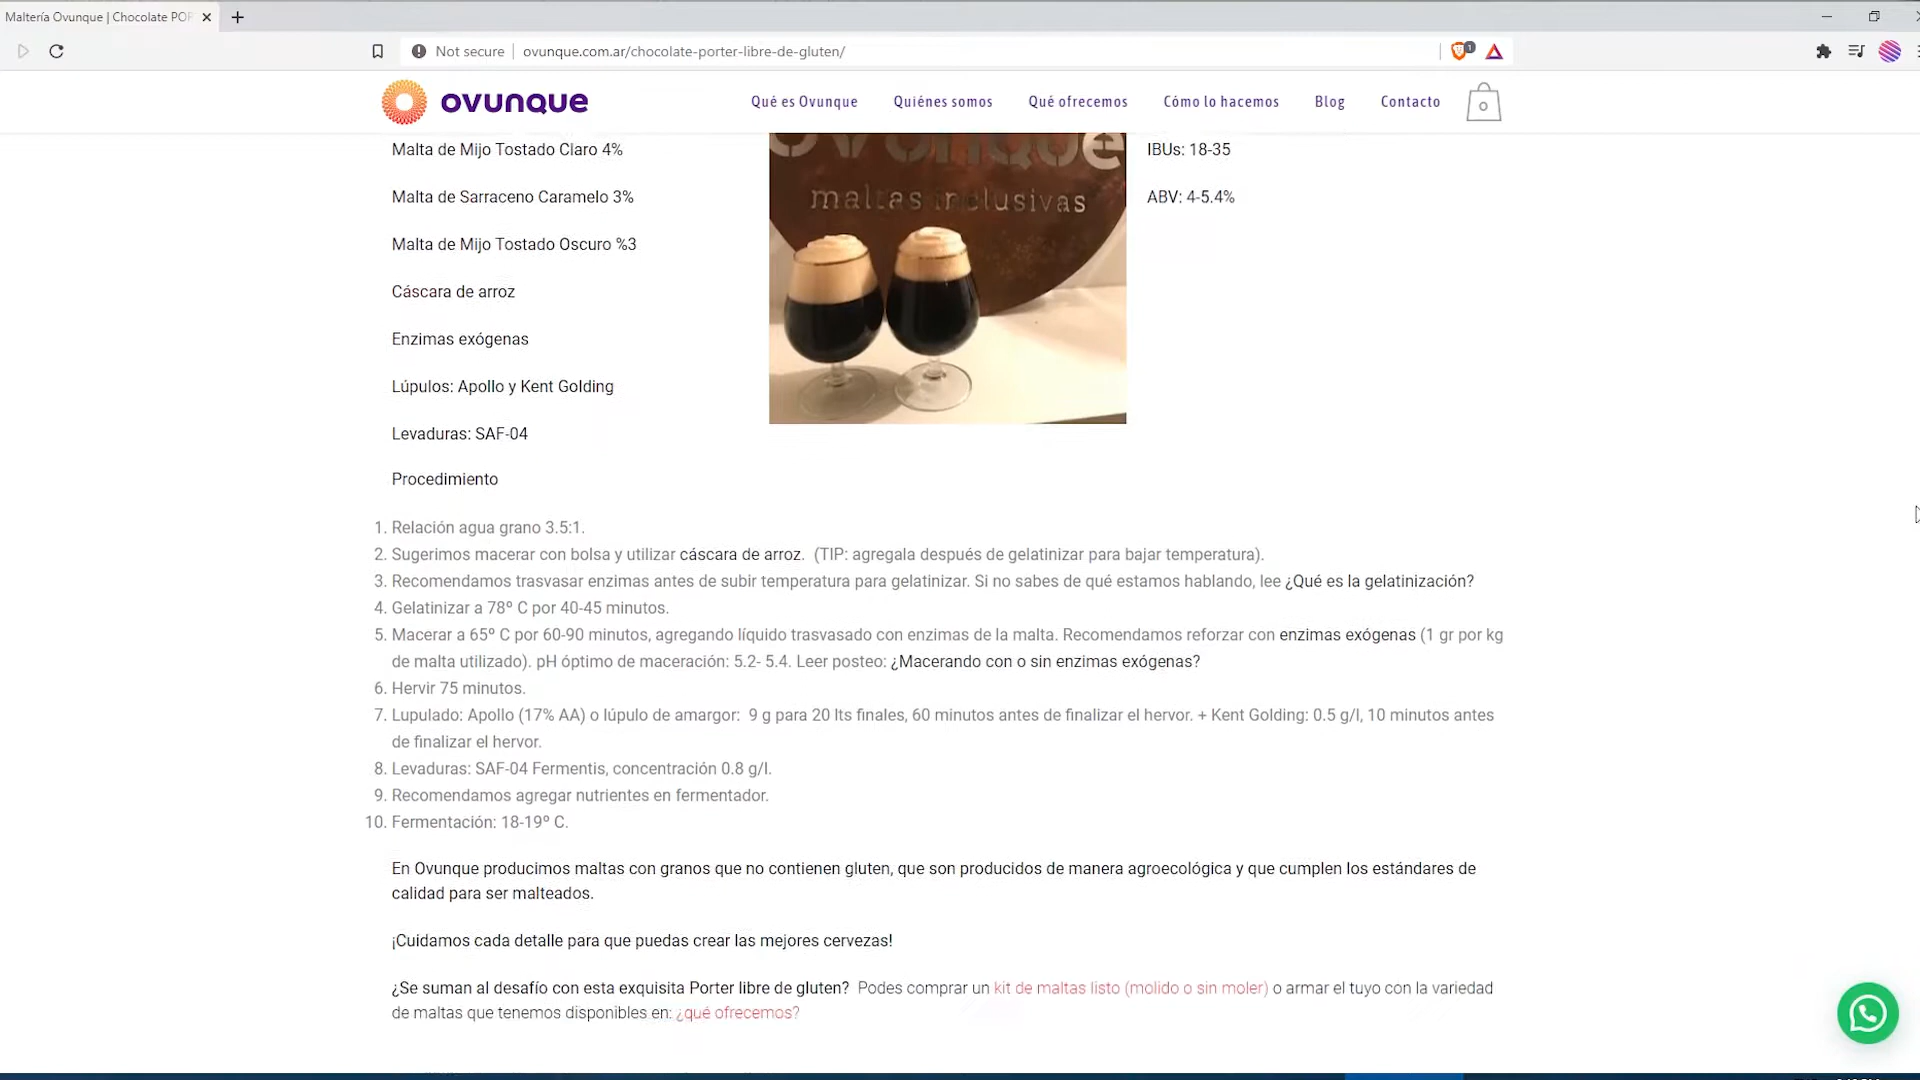 Maltería Ovunque | Chocolate POR
Not secure
ovunque.com.ar/chocolate-porter-libre-de-gluten/
1
ovunque
Qué es Ovunque
Quiénes somos
Qué ofrecemos
Cómo lo hacemos
Blog
Contacto
0
Malta de Mijo Tostado Claro 4%
Malta de Sarraceno Caramelo 3%
Malta de Mijo Tostado Oscuro %3
Cáscara de arroz
Enzimas exógenas
Lúpulos: Apollo y Kent Golding
Levaduras: SAF-04
ovunque
maltas inclusivas
IBUs: 18-35
ABV: 4-5.4%
Procedimiento
1. Relación agua grano 3.5:1.
2. Sugerimos macerar con bolsa y utilizar cáscara de arroz.  (TIP: agregala después de gelatinizar para bajar temperatura).
3. Recomendamos trasvasar enzimas antes de subir temperatura para gelatinizar. Si no sabes de qué estamos hablando, lee ¿Qué es la gelatinización?
4. Gelatinizar a 78º C por 40-45 minutos.
5. Macerar a 65º C por 60-90 minutos, agregando líquido trasvasado con enzimas de la malta. Recomendamos reforzar con enzimas exógenas (1 gr por kg
de malta utilizado). pH óptimo de maceración: 5.2- 5.4. Leer posteo: ¿Macerando con o sin enzimas exógenas?
6. Hervir 75 minutos.
7. Lupulado: Apollo (17% AA) o lúpulo de amargor:  9 g para 20 lts finales, 60 minutos antes de finalizar el hervor. + Kent Golding: 0.5 g/l, 10 minutos antes
de finalizar el hervor.
8. Levaduras: SAF-04 Fermentis, concentración 0.8 g/l.
9. Recomendamos agregar nutrientes en fermentador.
10. Fermentación: 18-19º C.
En Ovunque producimos maltas con granos que no contienen gluten, que son producidos de manera agroecológica y que cumplen los estándares de
calidad para ser malteados.
¡Cuidamos cada detalle para que puedas crear las mejores cervezas!
¿Se suman al desafío con esta exquisita Porter libre de gluten?  Podes comprar un kit de maltas listo (molido o sin moler) o armar el tuyo con la variedad
de maltas que tenemos disponibles en: ¿qué ofrecemos?